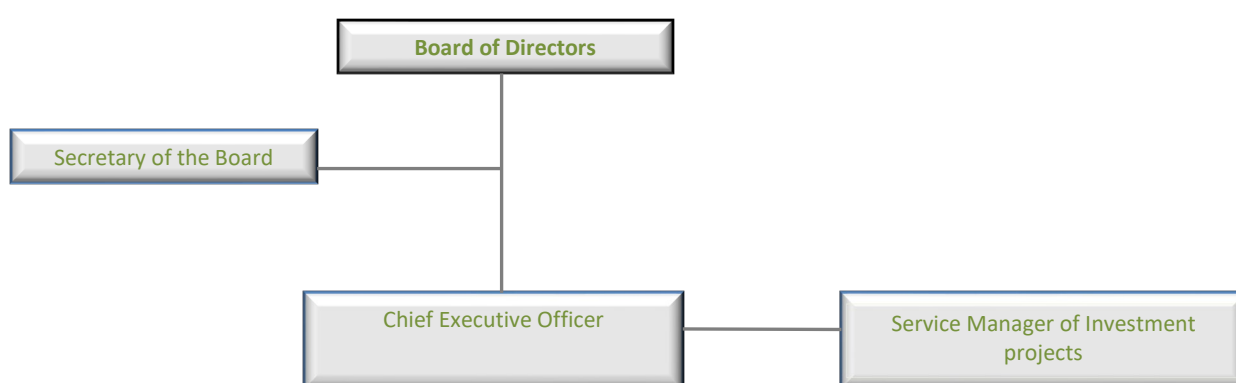 Board of Directors
Secretary of the Board
Chief Executive Officer
Service Manager of Investment
projects